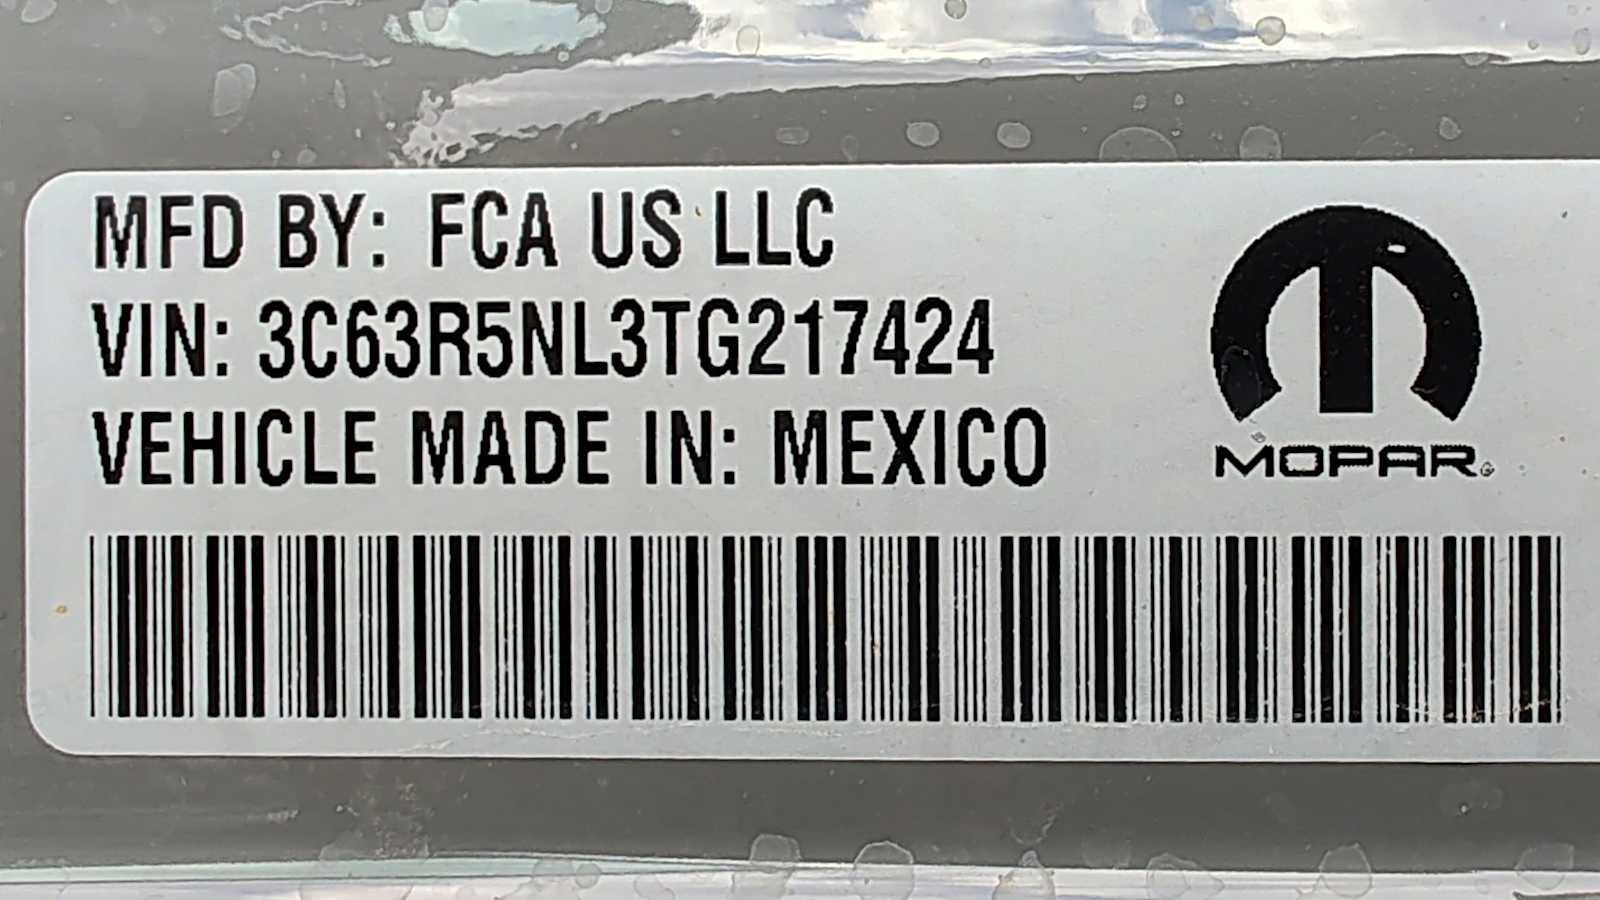 MFD BY: FCA US LLC
VIN: 3C63R5NL3TG217424
VEHICLE MADE IN: MEXICO
MOPAR